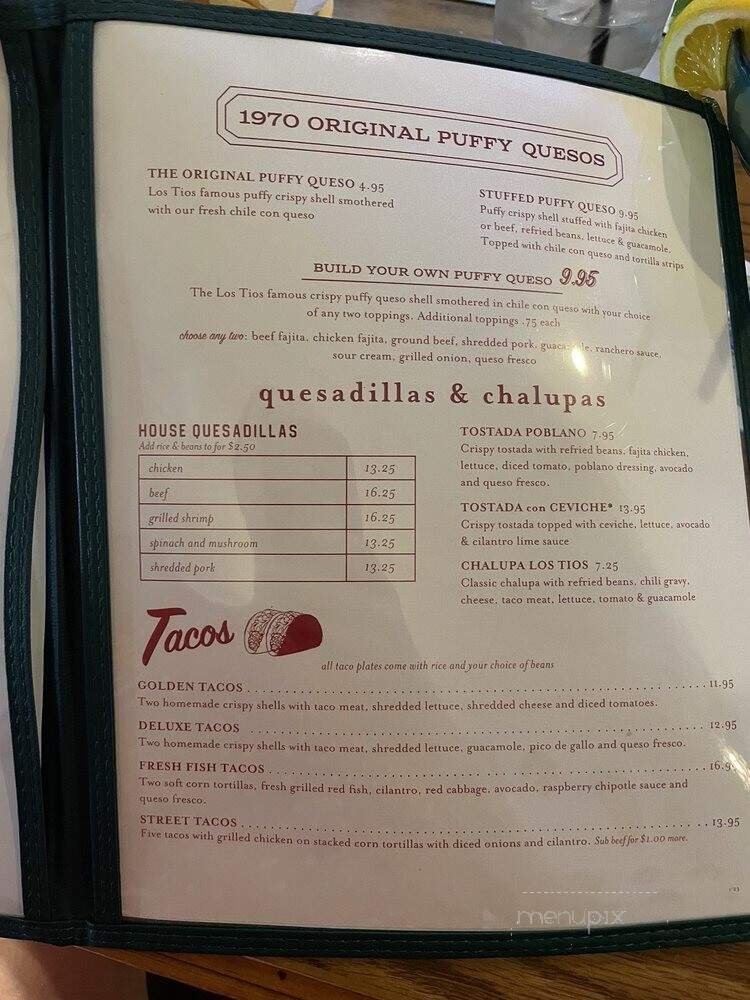 1970 ORIGINAL PUFFY QUESOS
THE ORIGINAL PUFFY QUESO 4.95
Los Tios famous puffy crispy shell smothered
with our fresh chile con queso
STUFFED PUFFY QUESO 9.95
Puffy crispy shell stuffed with fajita chicken
or beef, refried beans, lettuce & guacamole.
Topped with chile con queso and tortilla strips
BUILD YOUR OWN PUFFY QUESO 9.95
The Los Tios famous crispy puffy queso shell smothered in chile con queso with your choice
of any two toppings. Additional toppings .75 each
choose any two: beef fajita, chicken fajita, ground beef, shredded pork, ranchero sauce,
sour cream, grilled onion, queso fresco
quesadillas & chalupas
HOUSE QUESADILLAS
Add rice & beans to for $2.50
chicken 13.25
beef 16.25
grilled shrimp 16.25
spinach and mushroom 13.25
shredded pork 13.25
TOSTADA POBLANO 7.95
Crispy tostada with refried beans, fajita chicken,
lettuce, diced tomato, poblano dressing, avocado
and queso fresco.
TOSTADA con CEVICHE* 13.95
Crispy tostada topped with ceviche, lettuce, avocado
& cilantro lime sauce
CHALUPA LOS TIOS 7.25
Classic chalupa with refried beans, chili gravy,
cheese, taco meat, lettuce, tomato & guacamole
Tacos
all taco plates come with rice and your choice of beans
GOLDEN TACOS 11.95
Two homemade crispy shells with taco meat, shredded lettuce, shredded cheese and diced tomatoes.
DELUXE TACOS 12.95
Two homemade crispy shells with taco meat, shredded lettuce, guacamole, pico de gallo and queso fresco.
FRESH FISH TACOS
Two soft corn tortillas, fresh grilled red fish, cilantro, red cabbage, avocado, raspberry chipotle sauce and
queso fresco.
STREET TACOS 13.95
Five tacos with grilled chicken on stacked corn tortillas with diced onions and cilantro. Sub beef for $1.00 more.
menupix